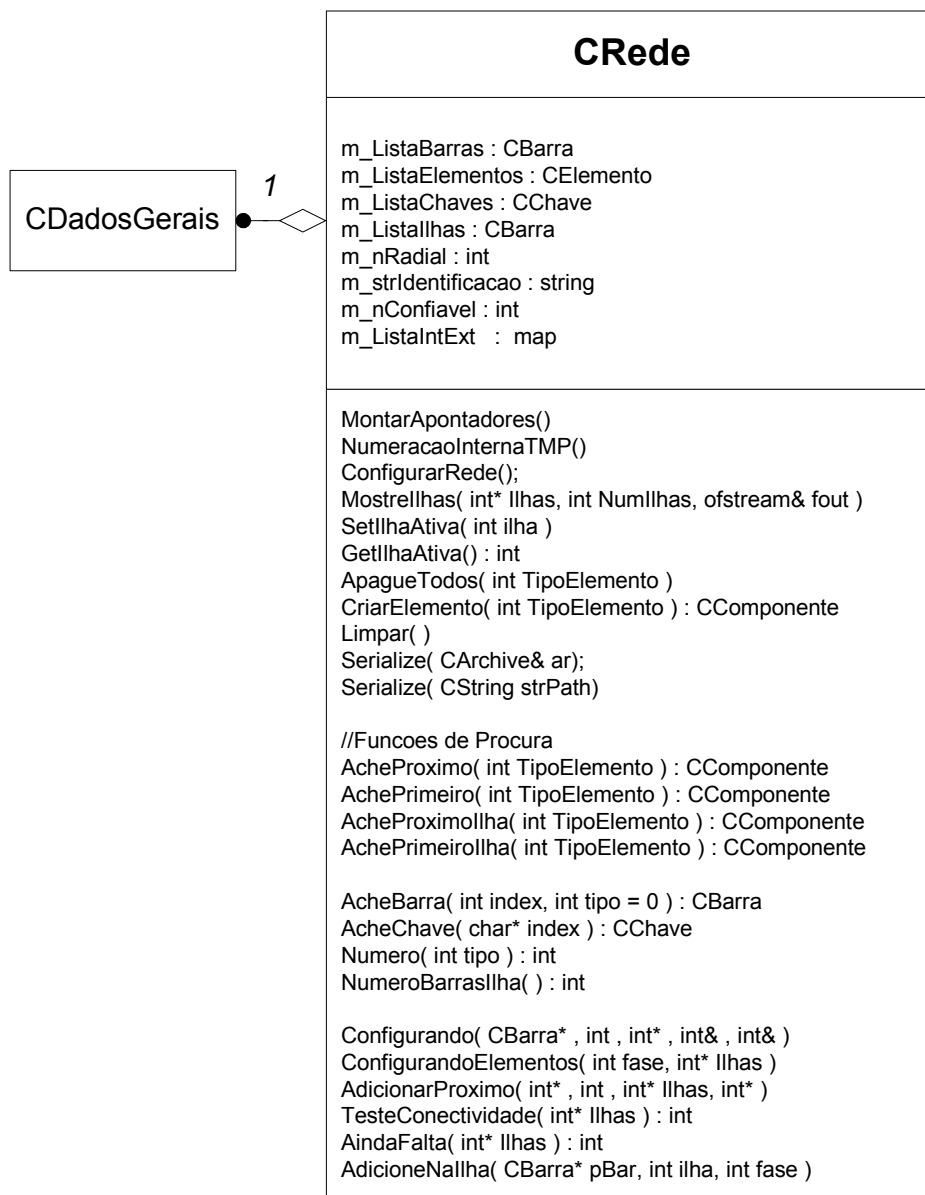 CRede
m_ListaBarras : CBarra
m_ListaElementos : CElemento
m_ListaChaves : CChave
m_ListaIlhas : CBarra
m_nRadial : int
m_strIdentificacao : string
m_nConfiavel : int
m_ListaIntExt : map
1
CDadosGerais
MontarApontadores()
NumeracaoInternaTMP()
ConfigurarRede();
MostreIlhas( int* Ilhas, int NumIlhas, ofstream& fout )
SetIlhaAtiva( int ilha )
GetIlhaAtiva() : int
ApagueTodos( int TipoElemento )
CriarElemento( int TipoElemento ) : CComponente
Limpar( )
Serialize( CArchive& ar);
Serialize( CString strPath)
//Funcoes de Procura
AcheProximo( int TipoElemento ) : CComponente
AchePrimeiro( int TipoElemento ) : CComponente
AcheProximoIlha( int TipoElemento ) : CComponente
AchePrimeiroIlha( int TipoElemento ) : CComponente
AcheBarra( int index, int tipo = 0 ) : CBarra
AcheChave( char* index ) : CChave
Numero( int tipo ) : int
NumeroBarrasIlha( ) : int
Configurando( CBarra* , int , int* , int& , int& )
ConfigurandoElementos( int fase, int* Ilhas )
AdicionarProximo( int* , int , int* Ilhas, int* )
TesteConectividade( int* Ilhas ) : int
AindaFalta( int* Ilhas ) : int
AdicioneNaIlha( CBarra* pBar, int ilha, int fase )